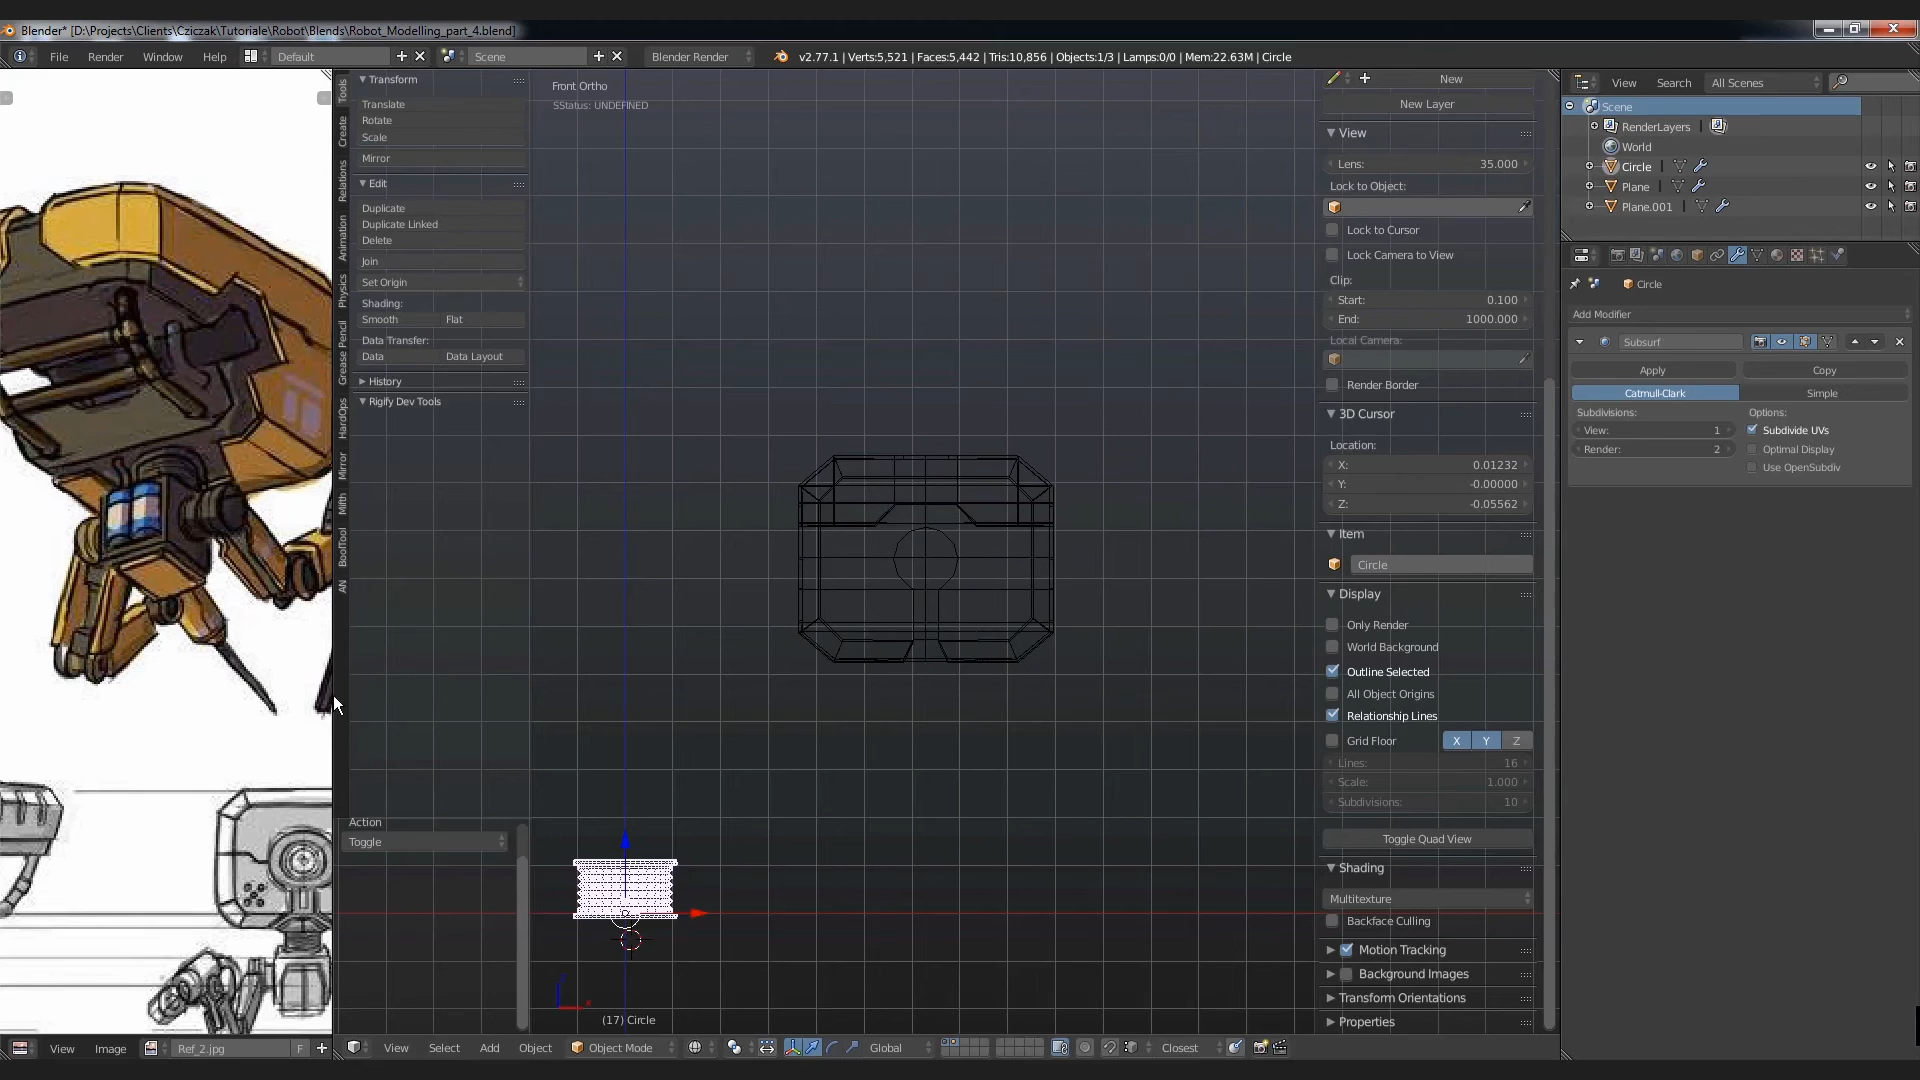 Blender* [D:\Projects\Clients\Cziczak\Tutoriale\Robot\Blends\Robot_Modelling_part_4.blend]
File Render Window Help Default Scene Blender Render v2.77.1 | Verts:5,521 | Faces:5,442 | Tris:10,856 | Objects:1/3 | Lamps:0/0 | Mem:22.63M | Circle
Tools
Create
Relations
Animation
Physics
Grease Pencil
HardOps
Mirror
Mifth
BoolTool
AN
Transform
Translate
Rotate
Scale
Mirror
Edit
Duplicate
Duplicate Linked
Delete
Join
Set Origin
Shading:
Smooth Flat
Data Transfer:
Data Data Layout
History
Rigify Dev Tools
Action
Toggle
Front Ortho
SStatus: UNDEFINED
(17) Circle
New
New Layer
View
Lens: 35.000
Lock to Object:
Lock to Cursor
Lock Camera to View
Clip:
Start: 0.100
End: 1000.000
Local Camera:
Render Border
3D Cursor
Location:
X: 0.01232
Y: -0.00000
Z: -0.05562
Item
Circle
Display
Only Render
World Background
Outline Selected
All Object Origins
Relationship Lines
Grid Floor X Y Z
Lines: 16
Scale: 1.000
Subdivisions: 10
Toggle Quad View
Shading
Multitexture
Backface Culling
Motion Tracking
Background Images
Transform Orientations
Properties
View Search All Scenes
Scene
RenderLayers |
World
Circle |
Plane |
Plane.001 |
Circle
Add Modifier
Subsurf
Apply Copy
Catmull-Clark Simple
Subdivisions: Options:
View: 1 Subdivide UVs
Render: 2 Optimal Display
Use OpenSubdiv
View Image Ref_2.jpg F
View Select Add Object Object Mode Global Closest